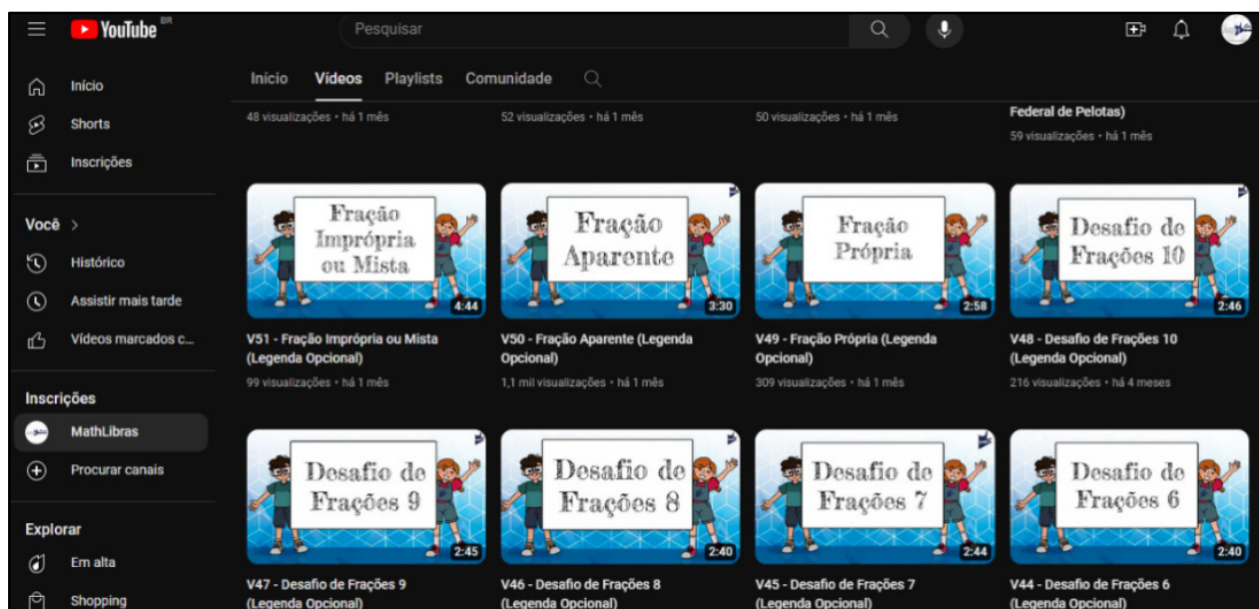 YouTube BR
Pesquisar
Início
Shorts
Inscrições
Você >
Histórico
Assistir mais tarde
Vídeos marcados c...
Inscrições
MathLibras
Procurar canais
Explorar
Em alta
Shopping
Início Vídeos Playlists Comunidade
48 visualizações • há 1 mês
52 visualizações • há 1 mês
50 visualizações • há 1 mês
Federal de Pelotas)
59 visualizações • há 1 mês
Fração
Imprópria
ou Mista
4:44
V51 - Fração Imprópria ou Mista
(Legenda Opcional)
99 visualizações • há 1 mês
Fração
Aparente
3:30
V50 - Fração Aparente (Legenda
Opcional)
1,1 mil visualizações • há 1 mês
Fração
Própria
2:58
V49 - Fração Própria (Legenda
Opcional)
309 visualizações • há 1 mês
Desafio de
Frações 10
2:46
V48 - Desafio de Frações 10
(Legenda Opcional)
216 visualizações • há 4 meses
Desafio de
Frações 9
2:45
V47 - Desafio de Frações 9
(Legenda Opcional)
Desafio de
Frações 8
2:40
V46 - Desafio de Frações 8
(Legenda Opcional)
Desafio de
Frações 7
2:44
V45 - Desafio de Frações 7
(Legenda Opcional)
Desafio de
Frações 6
2:40
V44 - Desafio de Frações 6
(Legenda Opcional)